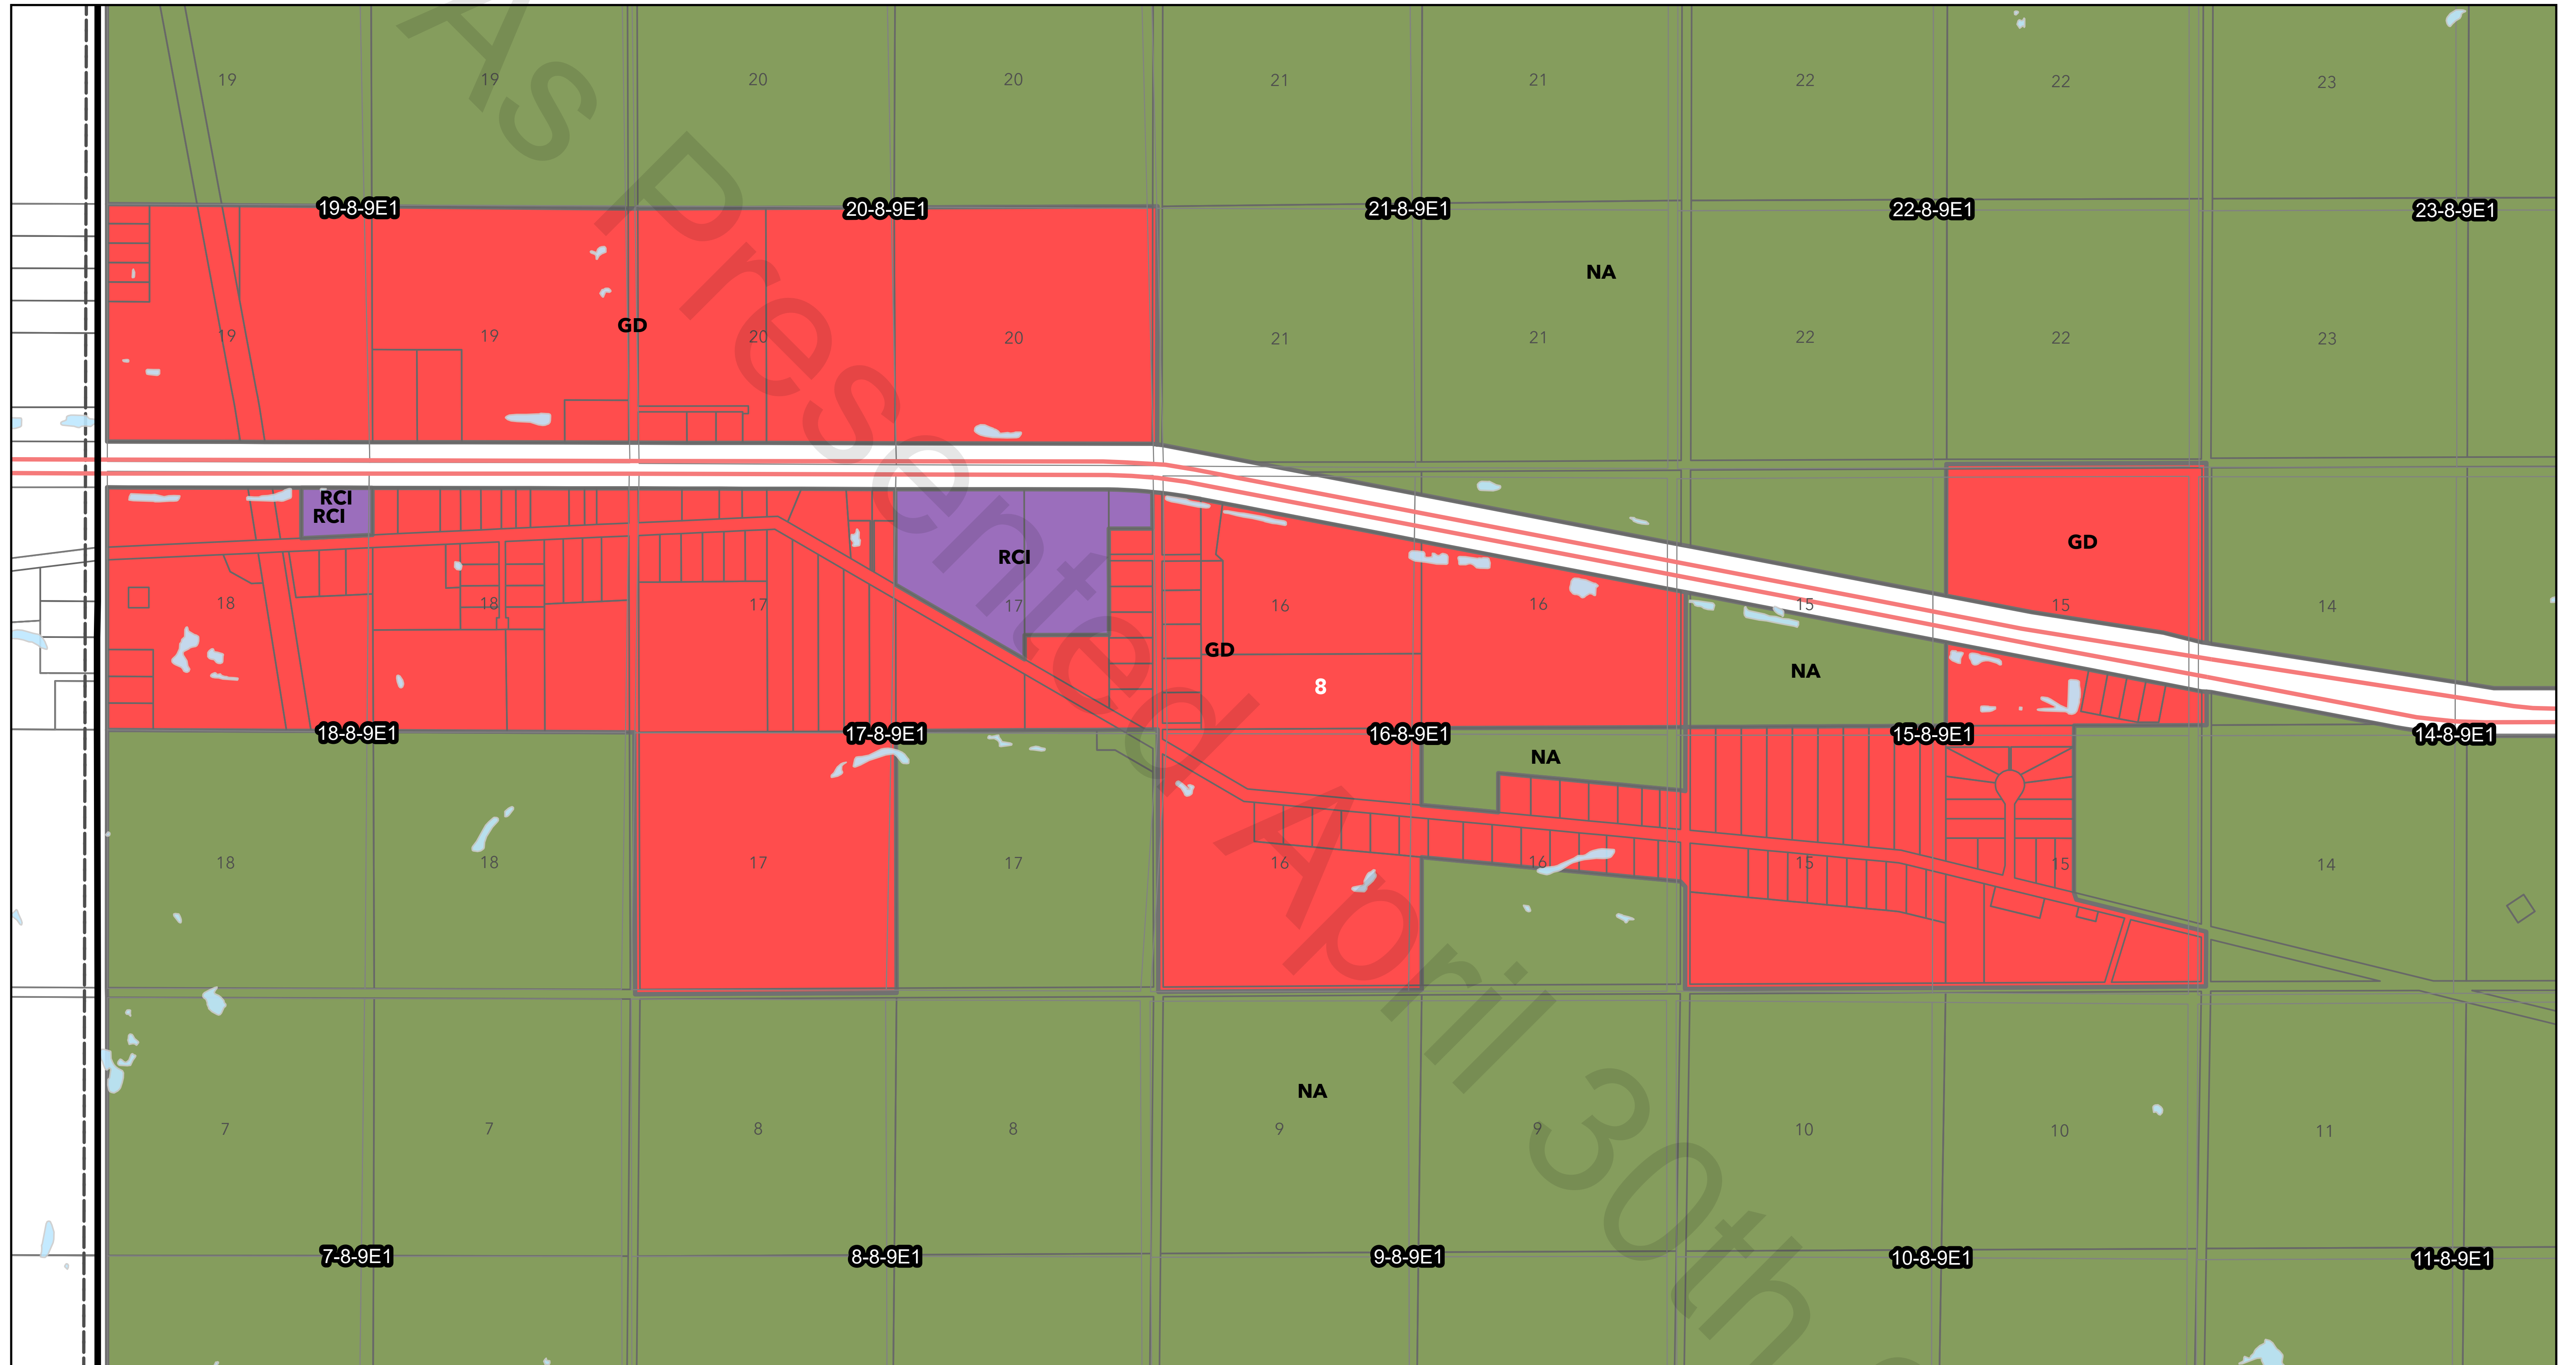 19 19 20 20 21 21 22 22 23
19-8-9E1 20-8-9E1 21-8-9E1 22-8-9E1 23-8-9E1
NA
GD
19 19 20 20 21 21 22 22 23
RCI
RCI
GD
RCI
18 18 17 17 16 16 15 15 14
GD
NA
8
18-8-9E1 17-8-9E1 16-8-9E1 15-8-9E1 14-8-9E1
NA
18 18 17 17 16 16 15 15 14
NA
7 7 8 8 9 9 10 10 11
7-8-9E1 8-8-9E1 9-8-9E1 10-8-9E1 11-8-9E1
As Presented April 30th